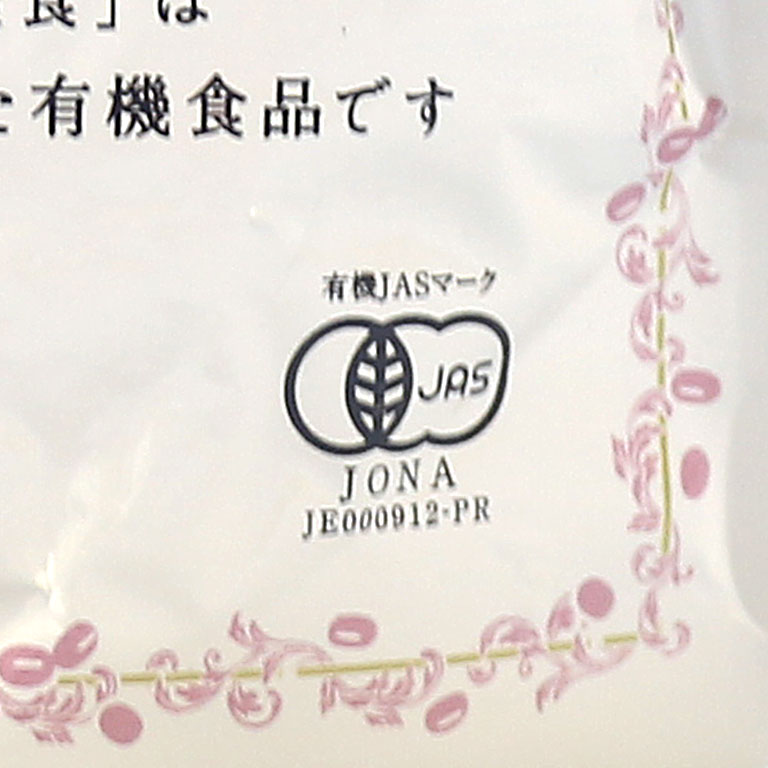 食」は
有機食品です
有機JASマーク
JAS
JONA
JE000912-PR